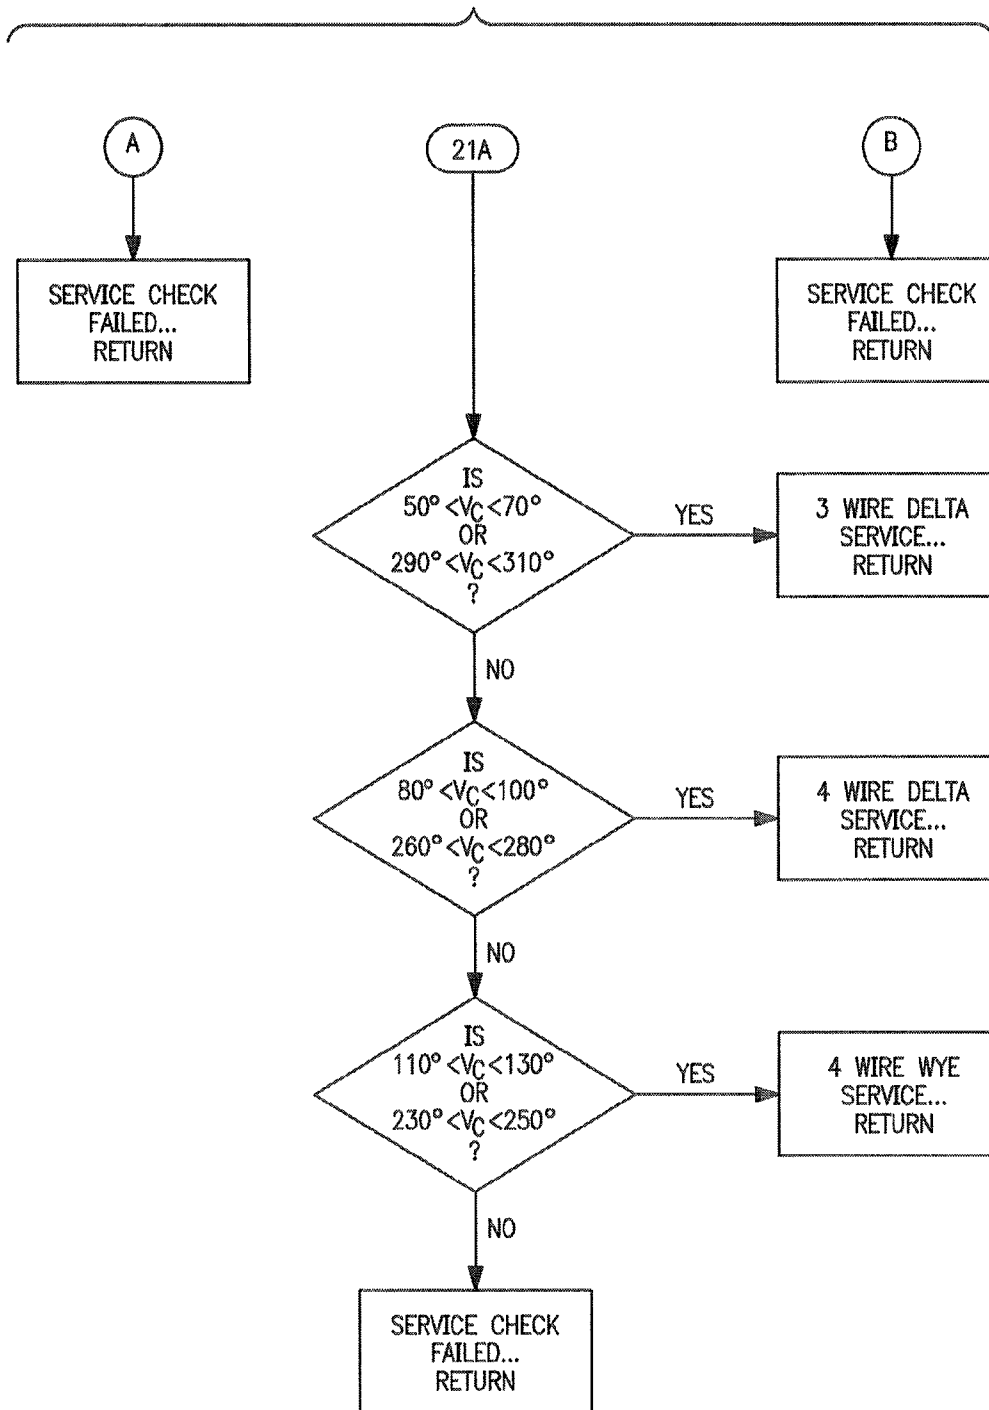 A
21A
B
SERVICE CHECK
FAILED...
RETURN
SERVICE CHECK
FAILED...
RETURN
IS
50° <VC<70°
OR
290° <VC<310°
?
YES
3 WIRE DELTA
SERVICE...
RETURN
NO
IS
80° <VC<100°
OR
260° <VC<280°
?
YES
4 WIRE DELTA
SERVICE...
RETURN
NO
IS
110° <VC<130°
OR
230° <VC<250°
?
YES
4 WIRE WYE
SERVICE...
RETURN
NO
SERVICE CHECK
FAILED...
RETURN